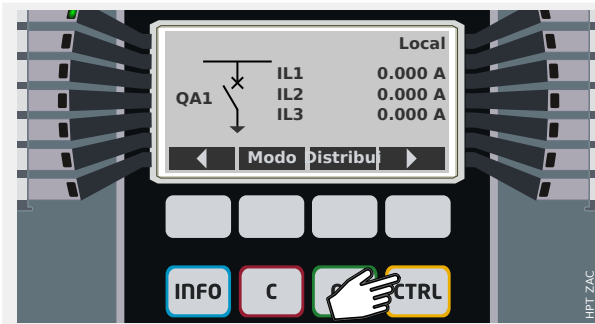 Local
IL1 0.000 A
QA1 IL2 0.000 A
IL3 0.000 A
Modo Distribui
INFO C CTRL
HPT ZAC